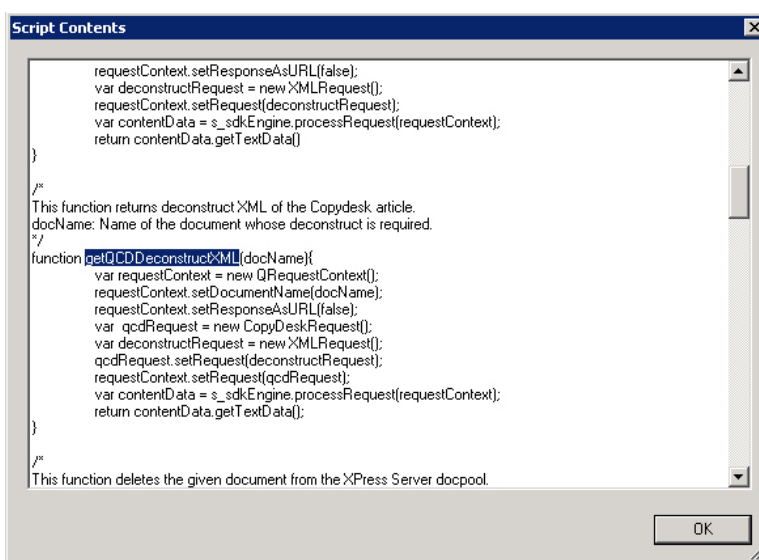 Script Contents
requestContext.setResponseAsURL(false);
var deconstructRequest = new XMLRequest();
requestContext.setRequest(deconstructRequest);
var contentData = s_sdkEngine.processRequest(requestContext);
return contentData.getTextData()
}
/*
This function returns deconstruct XML of the Copydesk article.
docName: Name of the document whose deconstruct is required.
*/
function getQCDDeconstructXML(docName){
var requestContext = new QRequestContext();
requestContext.setDocumentName(docName);
requestContext.setResponseAsURL(false);
var qcdRequest = new CopyDeskRequest();
var deconstructRequest = new XMLRequest();
qcdRequest.setRequest(deconstructRequest);
requestContext.setRequest(qcdRequest);
var contentData = s_sdkEngine.processRequest(requestContext);
return contentData.getTextData();
}
/*
This function deletes the given document from the XPress Server docpool.
OK